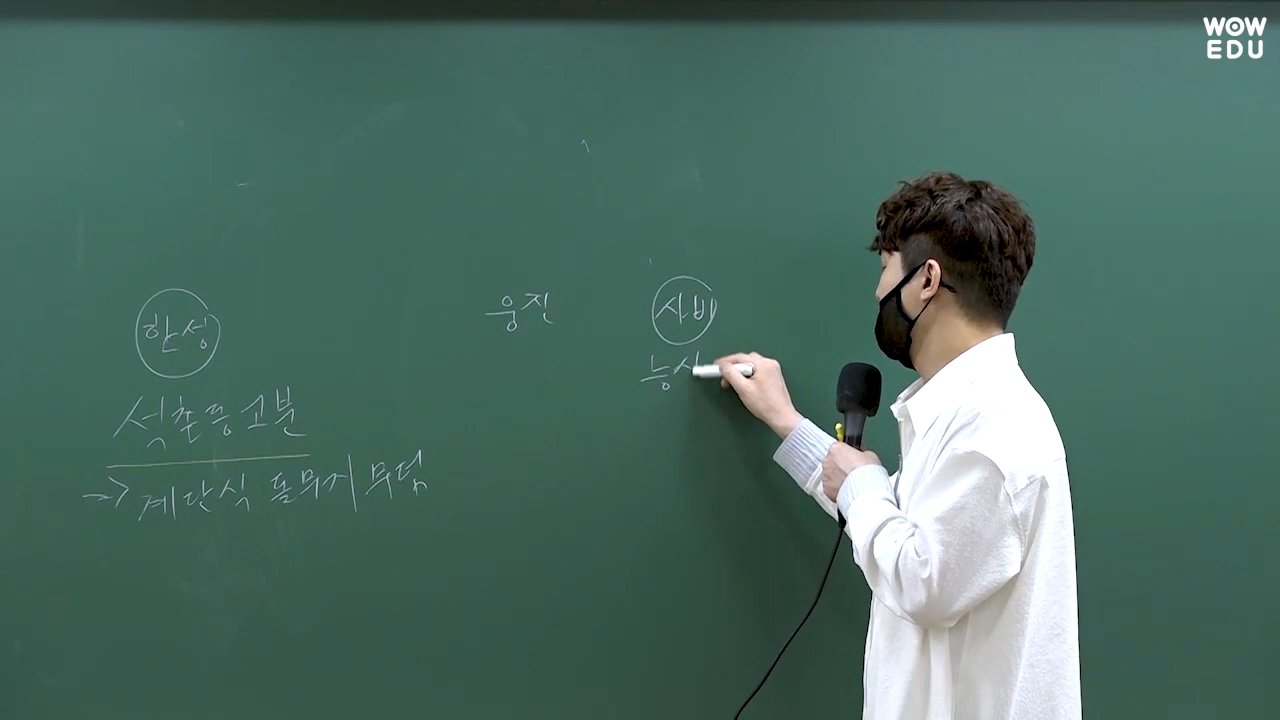 WOW
EDU
한성
웅진
사비
능사
석촌동 고분
=> 계단식 돌무지 무덤